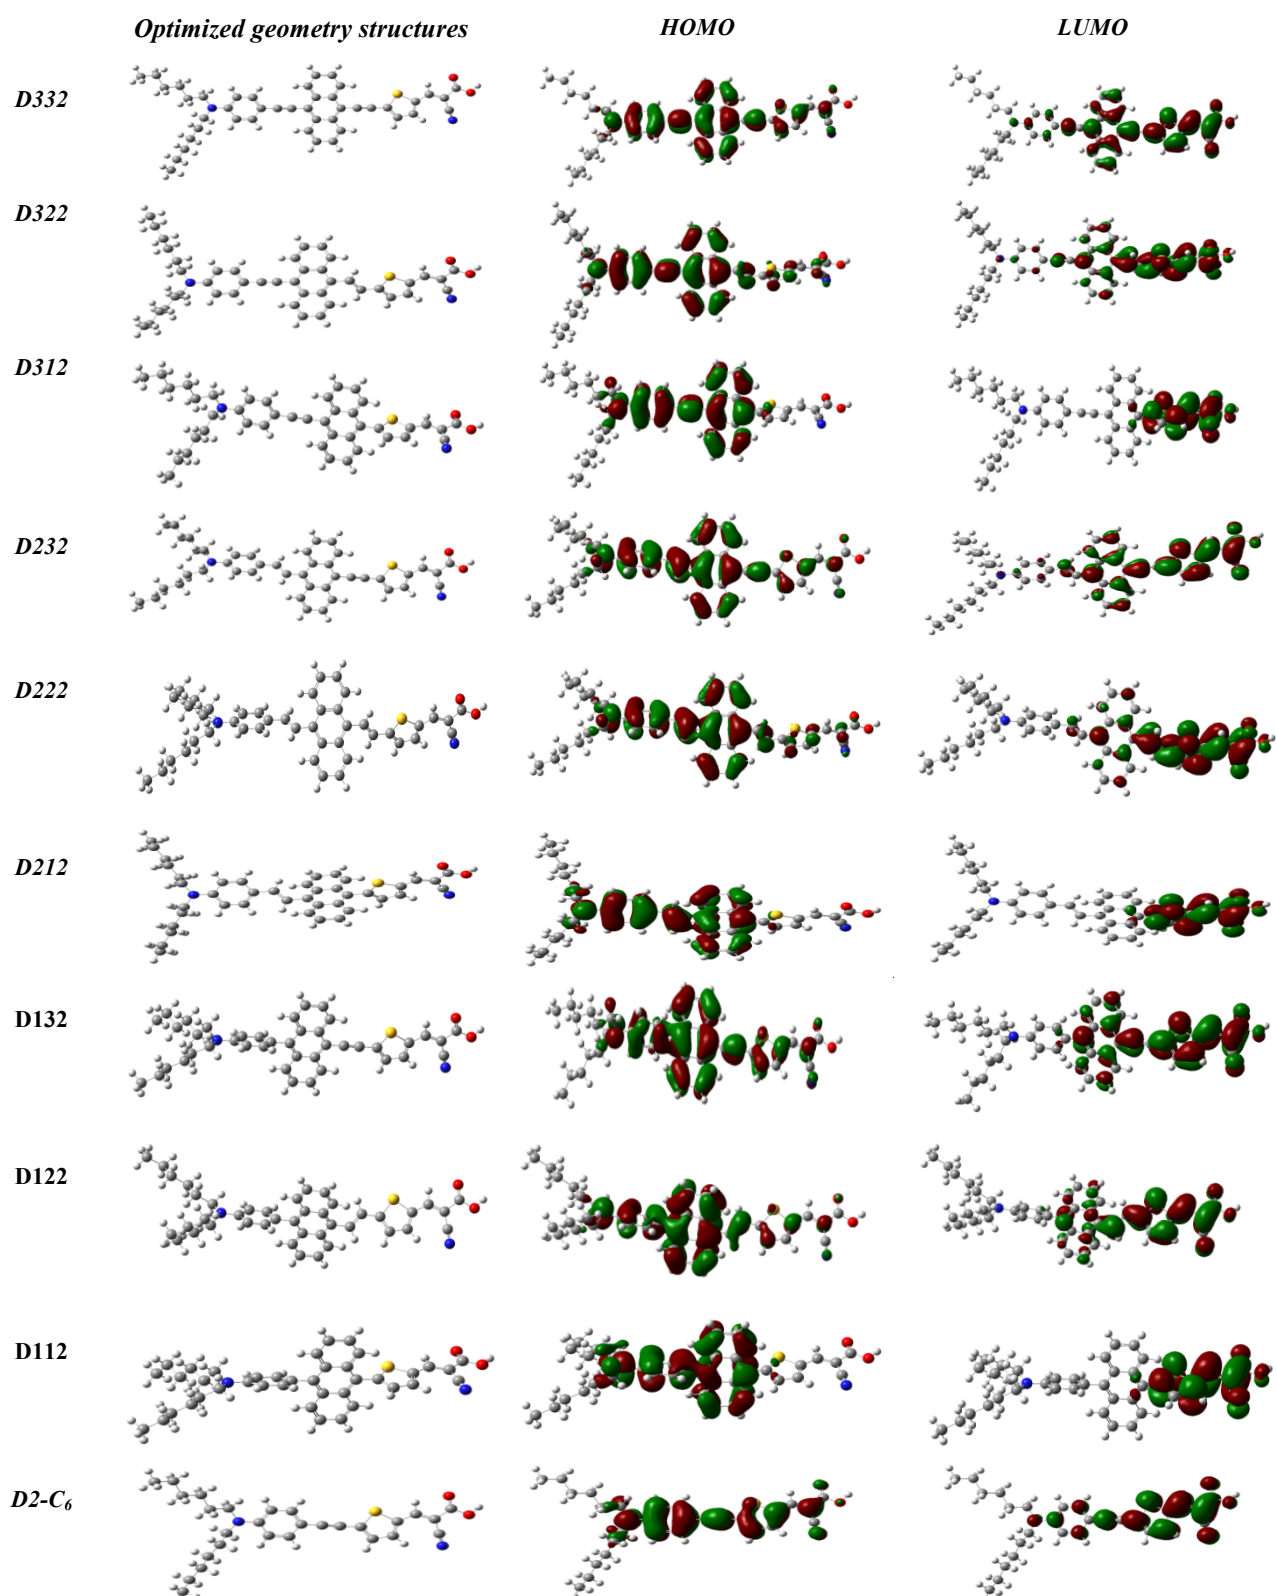 Optimized geometry structures HOMO LUMO
D332
D322
D312
D232
D222
D212
D132
D122
D112
D2-C₆